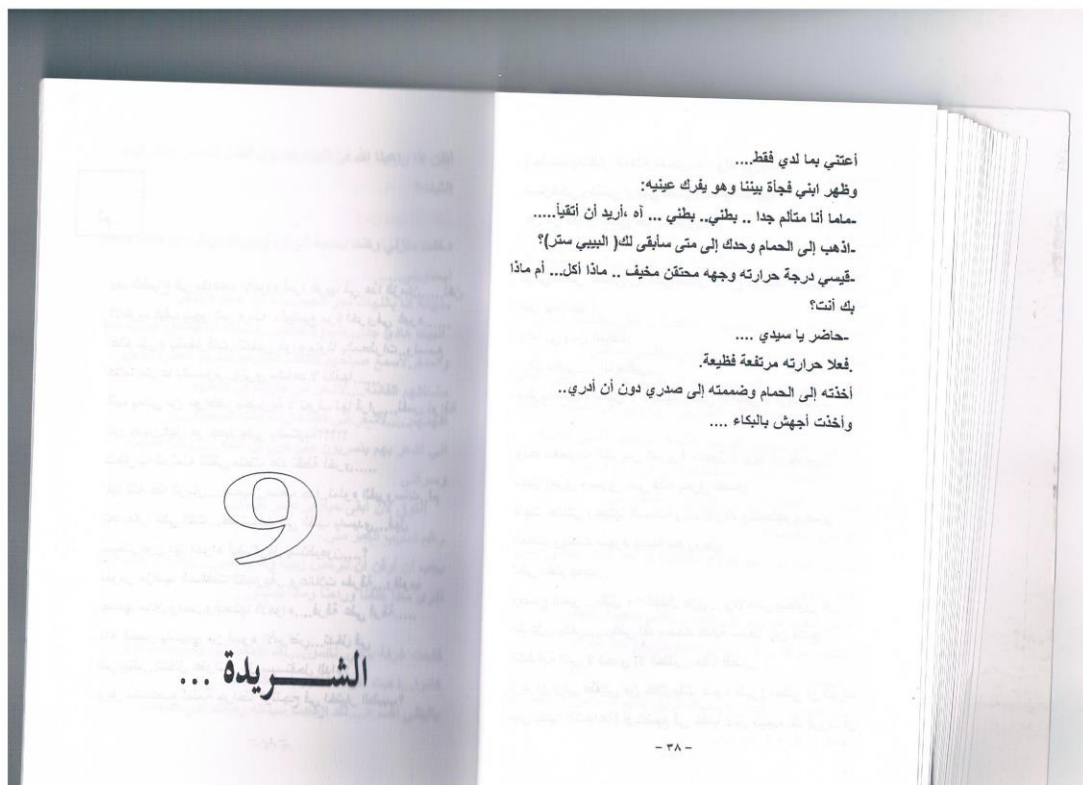 أعتني بما لدي فقط....
وظهر ابني فجأة بيننا وهو يفرك عينيه:
-ماما أنا متألم جدا .. بطني.. بطني ... آه ،أريد أن أتقيأ.....
-اذهب إلى الحمام وحدك إلى متى سأبقى لك( البيبي ستر)؟
-قيسي درجة حرارته وجهه محتقن مخيف .. ماذا أكل... أم ماذا
بك أنت؟
-حاضر يا سيدي ....
.فعلا حرارته مرتفعة فظيعة.
أخذته إلى الحمام وضممته إلى صدري دون أن أدري..
وأخذت أجهش بالبكاء ....
- ٣٨ -
9
الشـــــريدة ...